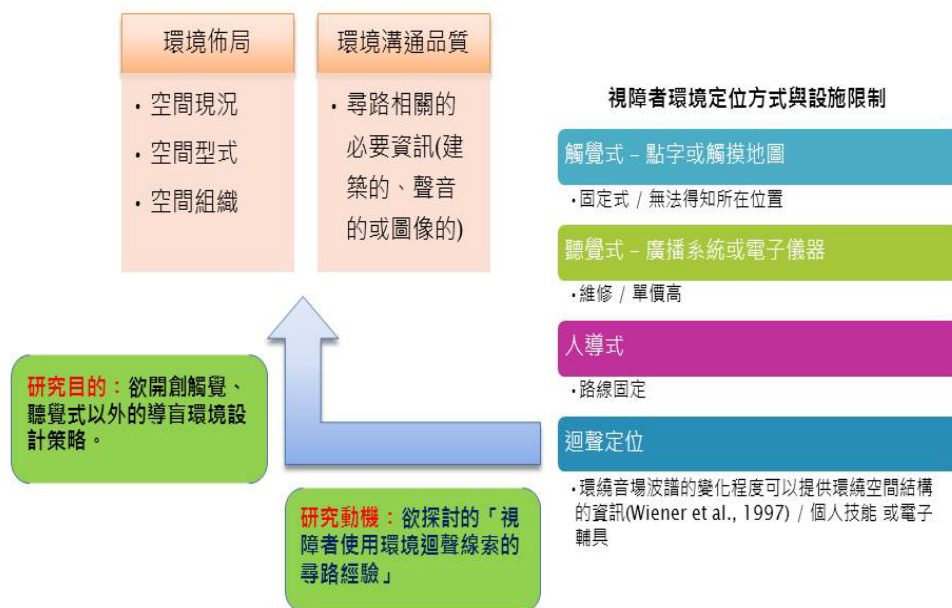 環境佈局
• 空間現況
• 空間型式
• 空間組織
環境溝通品質
• 尋路相關的
必要資訊(建
築的、聲音
的或圖像的)
視障者環境定位方式與設施限制
觸覺式 – 點字或觸摸地圖
•固定式 / 無法得知所在位置
聽覺式 – 廣播系統或電子儀器
•維修 / 單價高
人導式
•路線固定
迴聲定位
•環繞音場波譜的變化程度可以提供環繞空間結構
的資訊(Wiener et al., 1997) / 個人技能 或電子
輔具
研究目的：欲開創觸覺、
聽覺式以外的導盲環境設
計策略。
研究動機：欲探討的「視
障者使用環境迴聲線索的
尋路經驗」